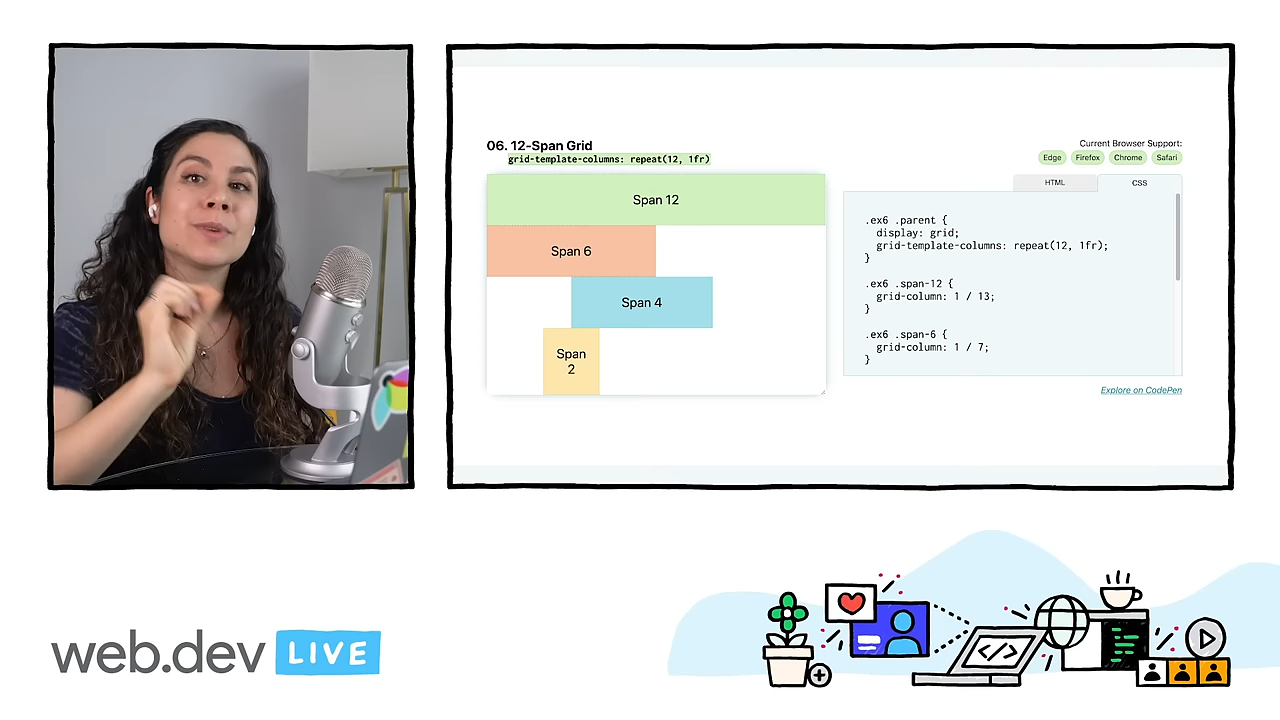 06. 12-Span Grid
grid-template-columns: repeat(12, 1fr)
Span 12
Span 6
Span 4
Span
2
Current Browser Support:
Edge Firefox Chrome Safari
HTML CSS
.ex6 .parent {
display: grid;
grid-template-columns: repeat(12, 1fr);
}
.ex6 .span-12 {
grid-column: 1 / 13;
}
.ex6 .span-6 {
grid-column: 1 / 7;
}
Explore on CodePen
web.dev LIVE
</>